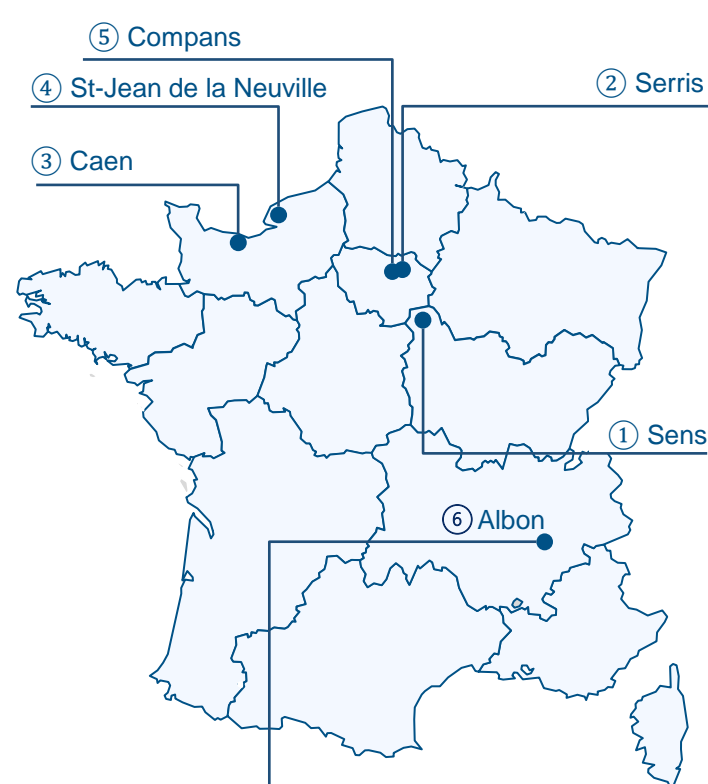 ⑤ Compans
④ St-Jean de la Neuville
② Serris
③ Caen
① Sens
⑥ Albon